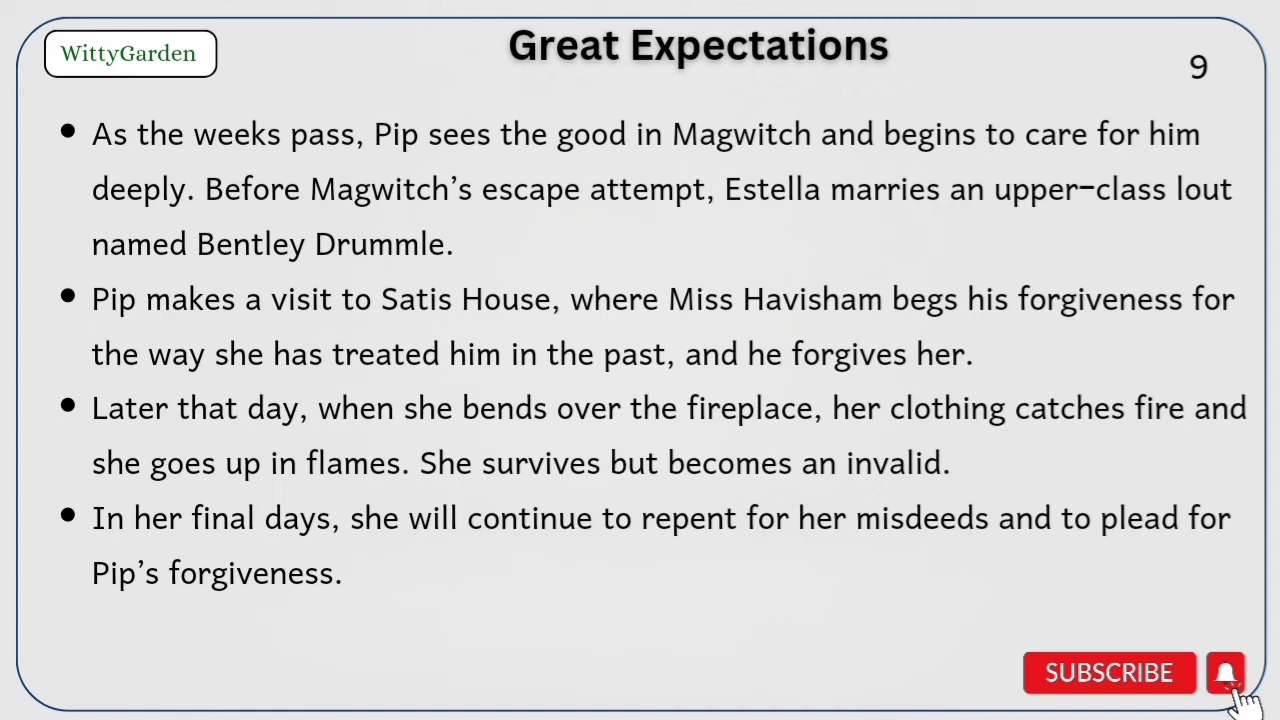 WittyGarden
Great Expectations
9
• As the weeks pass, Pip sees the good in Magwitch and begins to care for him
deeply. Before Magwitch’s escape attempt, Estella marries an upper-class lout
named Bentley Drummle.
• Pip makes a visit to Satis House, where Miss Havisham begs his forgiveness for
the way she has treated him in the past, and he forgives her.
• Later that day, when she bends over the fireplace, her clothing catches fire and
she goes up in flames. She survives but becomes an invalid.
• In her final days, she will continue to repent for her misdeeds and to plead for
Pip’s forgiveness.
SUBSCRIBE